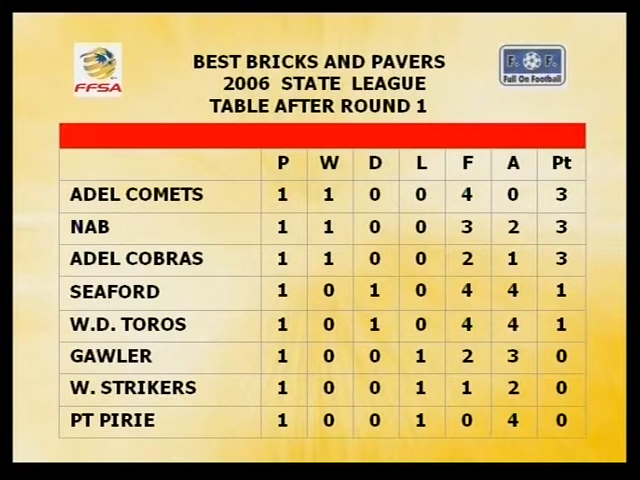 FFSA
BEST BRICKS AND PAVERS
2006 STATE LEAGUE
TABLE AFTER ROUND 1
F. F.
Full On Football
P W D L F A Pt
ADEL COMETS 1 1 0 0 4 0 3
NAB 1 1 0 0 3 2 3
ADEL COBRAS 1 1 0 0 2 1 3
SEAFORD 1 0 1 0 4 4 1
W.D. TOROS 1 0 1 0 4 4 1
GAWLER 1 0 0 1 2 3 0
W. STRIKERS 1 0 0 1 1 2 0
PT PIRIE 1 0 0 1 0 4 0